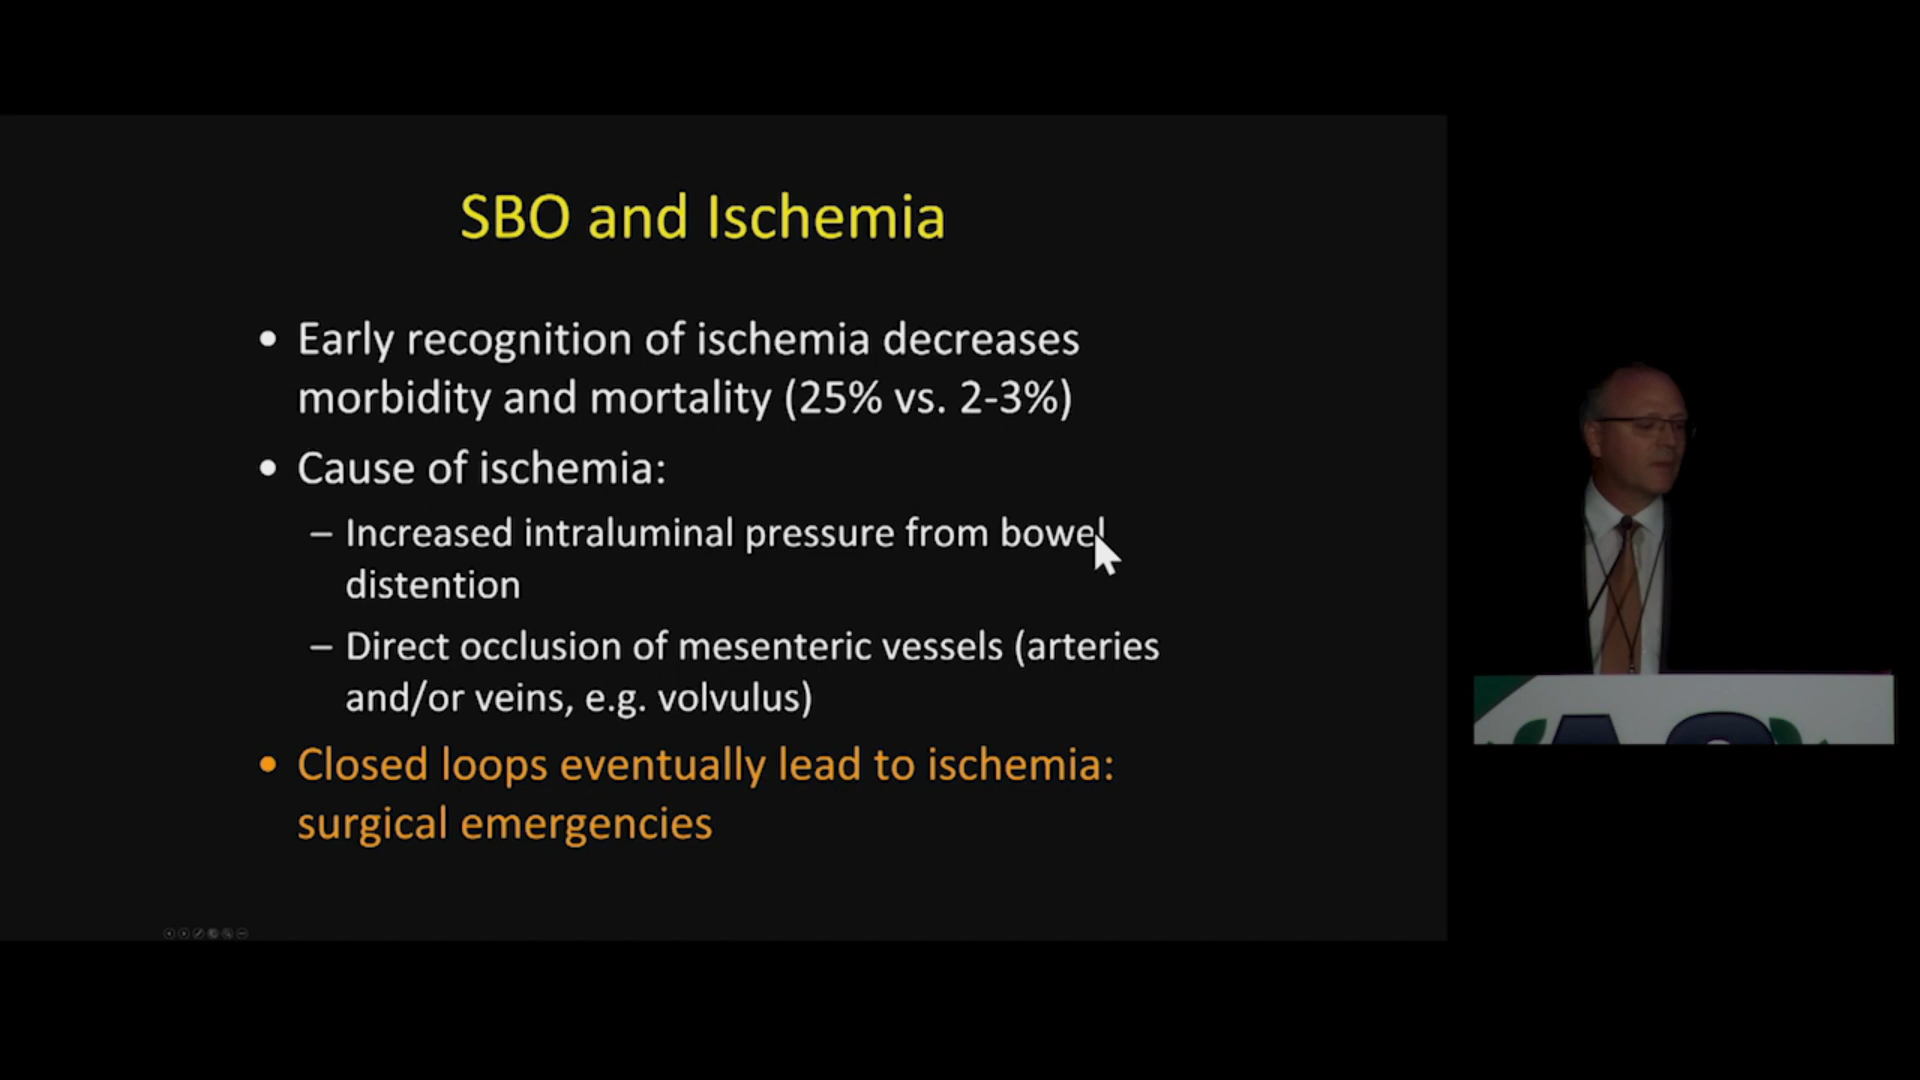 SBO and Ischemia
• Early recognition of ischemia decreases
morbidity and mortality (25% vs. 2-3%)
• Cause of ischemia:
– Increased intraluminal pressure from bowel
distention
– Direct occlusion of mesenteric vessels (arteries
and/or veins, e.g. volvulus)
• Closed loops eventually lead to ischemia:
surgical emergencies